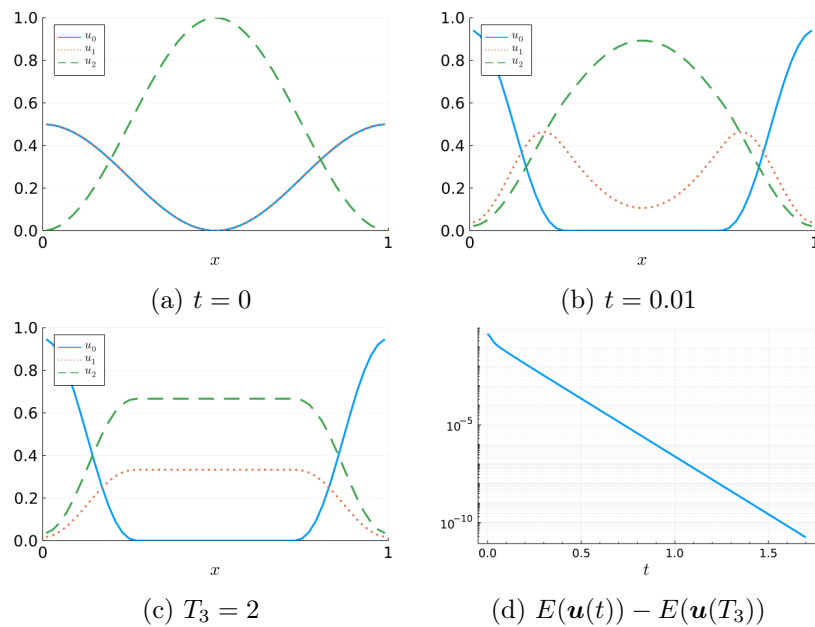 1.0
0.8
0.6
0.4
0.2
0.0
u₀
u₁
u₂
0
1
x
(a) t = 0
1.0
0.8
0.6
0.4
0.2
0.0
u₀
u₁
u₂
0
1
x
(b) t = 0.01
1.0
0.8
0.6
0.4
0.2
0.0
u₀
u₁
u₂
0
1
x
(c) T₃ = 2
10⁻⁵
10⁻¹⁰
0.0 0.5 1.0 1.5
t
(d) E(𝒖(t)) − E(𝒖(T₃))